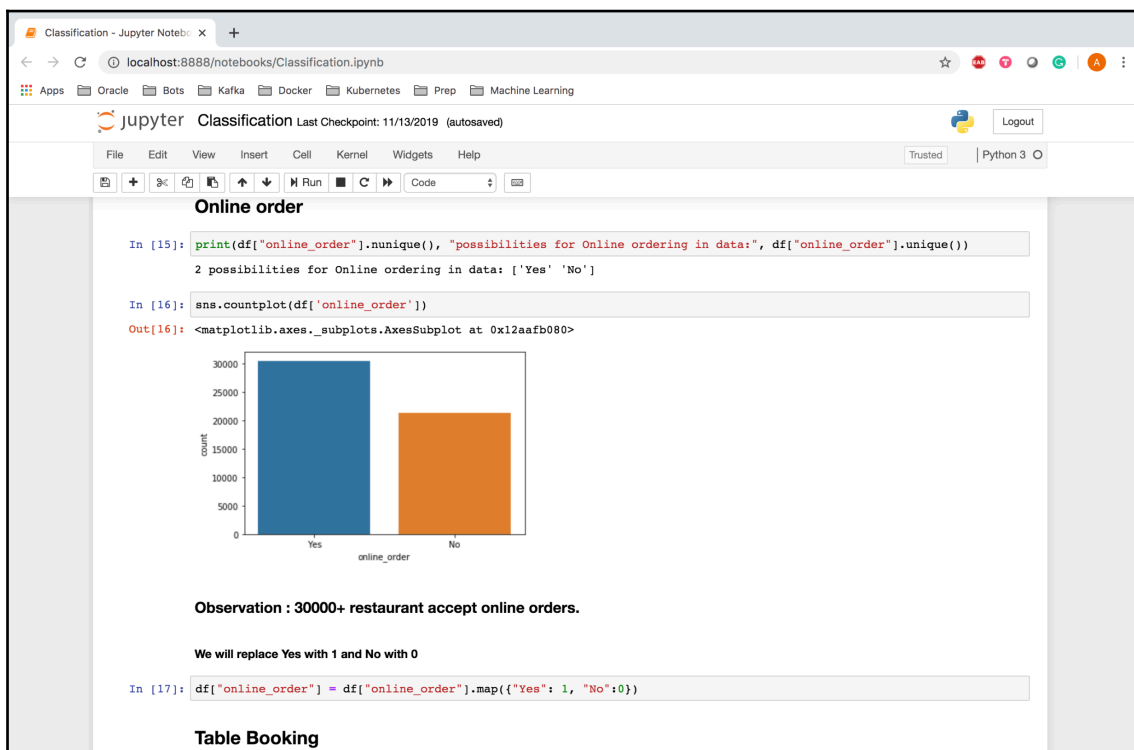 Classification - Jupyter Notebo
localhost:8888/notebooks/Classification.ipynb
Apps Oracle Bots Kafka Docker Kubernetes Prep Machine Learning
jupyter Classification Last Checkpoint: 11/13/2019 (autosaved) Logout
File Edit View Insert Cell Kernel Widgets Help Trusted Python 3
Run Code
Online order
In [15]: print(df["online_order"].nunique(), "possibilities for Online ordering in data:", df["online_order"].unique())
2 possibilities for Online ordering in data: ['Yes' 'No']
In [16]: sns.countplot(df['online_order'])
Out[16]: <matplotlib.axes._subplots.AxesSubplot at 0x12aafb080>
30000
25000
20000
count
15000
10000
5000
0
Yes No
online_order
Observation : 30000+ restaurant accept online orders.
We will replace Yes with 1 and No with 0
In [17]: df["online_order"] = df["online_order"].map({"Yes": 1, "No":0})
Table Booking